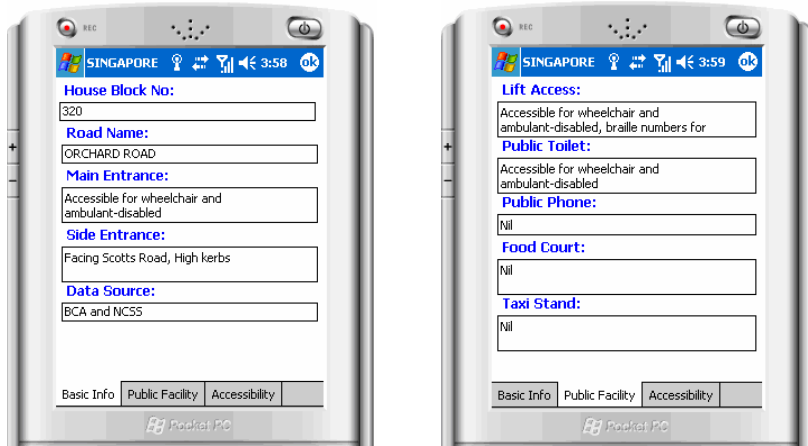 REC
SINGAPORE 3:58 ok
House Block No:
320
Road Name:
ORCHARD ROAD
Main Entrance:
Accessible for wheelchair and
ambulant-disabled
Side Entrance:
Facing Scotts Road, High kerbs
Data Source:
BCA and NCSS
Basic Info Public Facility Accessibility
Pocket PC
REC
SINGAPORE 3:59 ok
Lift Access:
Accessible for wheelchair and
ambulant-disabled, braille numbers for
Public Toilet:
Accessible for wheelchair and
ambulant-disabled
Public Phone:
Nil
Food Court:
Nil
Taxi Stand:
Nil
Basic Info Public Facility Accessibility
Pocket PC